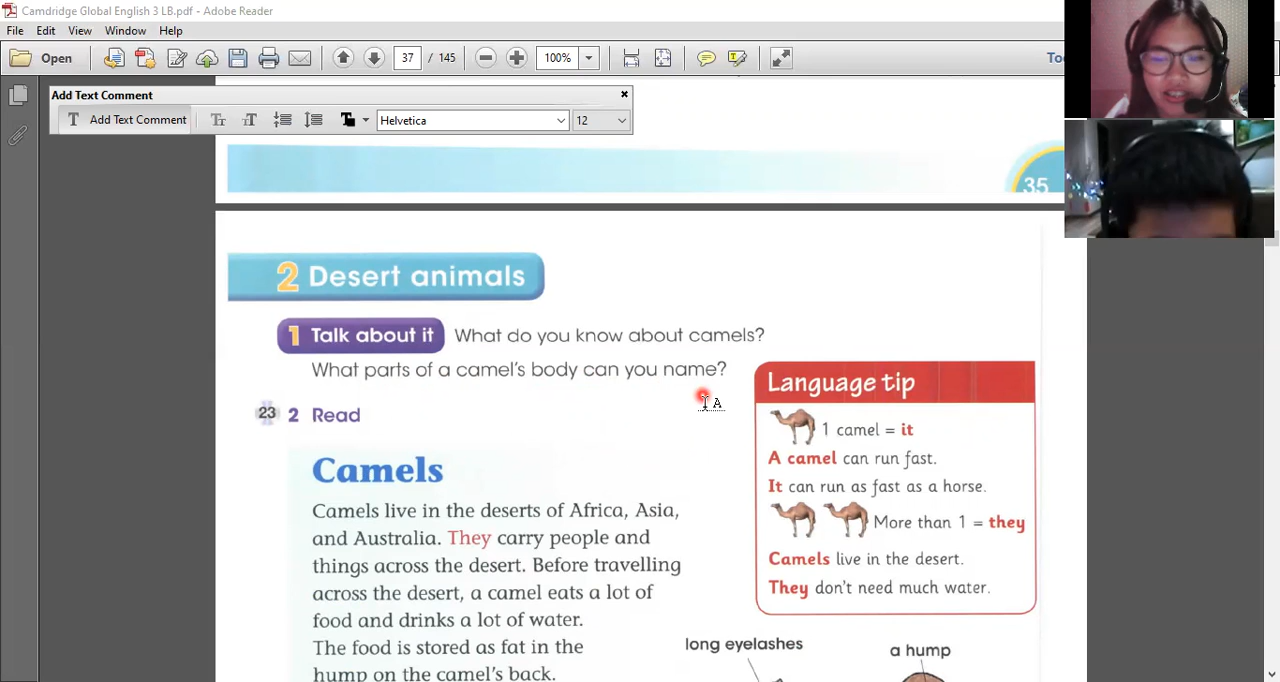 Camdridge Global English 3 LB.pdf - Adobe Reader
File Edit View Window Help
Open 37 / 145 100% To
Add Text Comment
T Add Text Comment Helvetica 12
35
2 Desert animals
1 Talk about it What do you know about camels?
What parts of a camel's body can you name?
23 2 Read
Camels
Camels live in the deserts of Africa, Asia,
and Australia. They carry people and
things across the desert. Before travelling
across the desert, a camel eats a lot of
food and drinks a lot of water.
The food is stored as fat in the
hump on the camel's back.
Language tip
1 camel = it
A camel can run fast.
It can run as fast as a horse.
More than 1 = they
Camels live in the desert.
They don't need much water.
long eyelashes
a hump